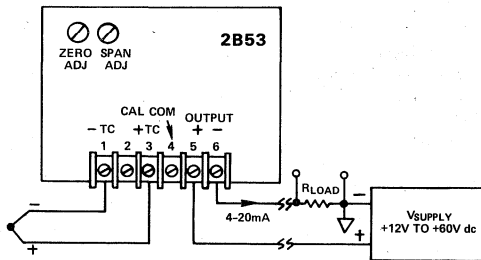 2B53
ZERO ADJ
SPAN ADJ
CAL COM
OUTPUT
– TC
+ TC
+ –
1 2 3 4 5 6
–
+
4–20mA
RLOAD
–
+
VSUPPLY
+12V TO +60V dc